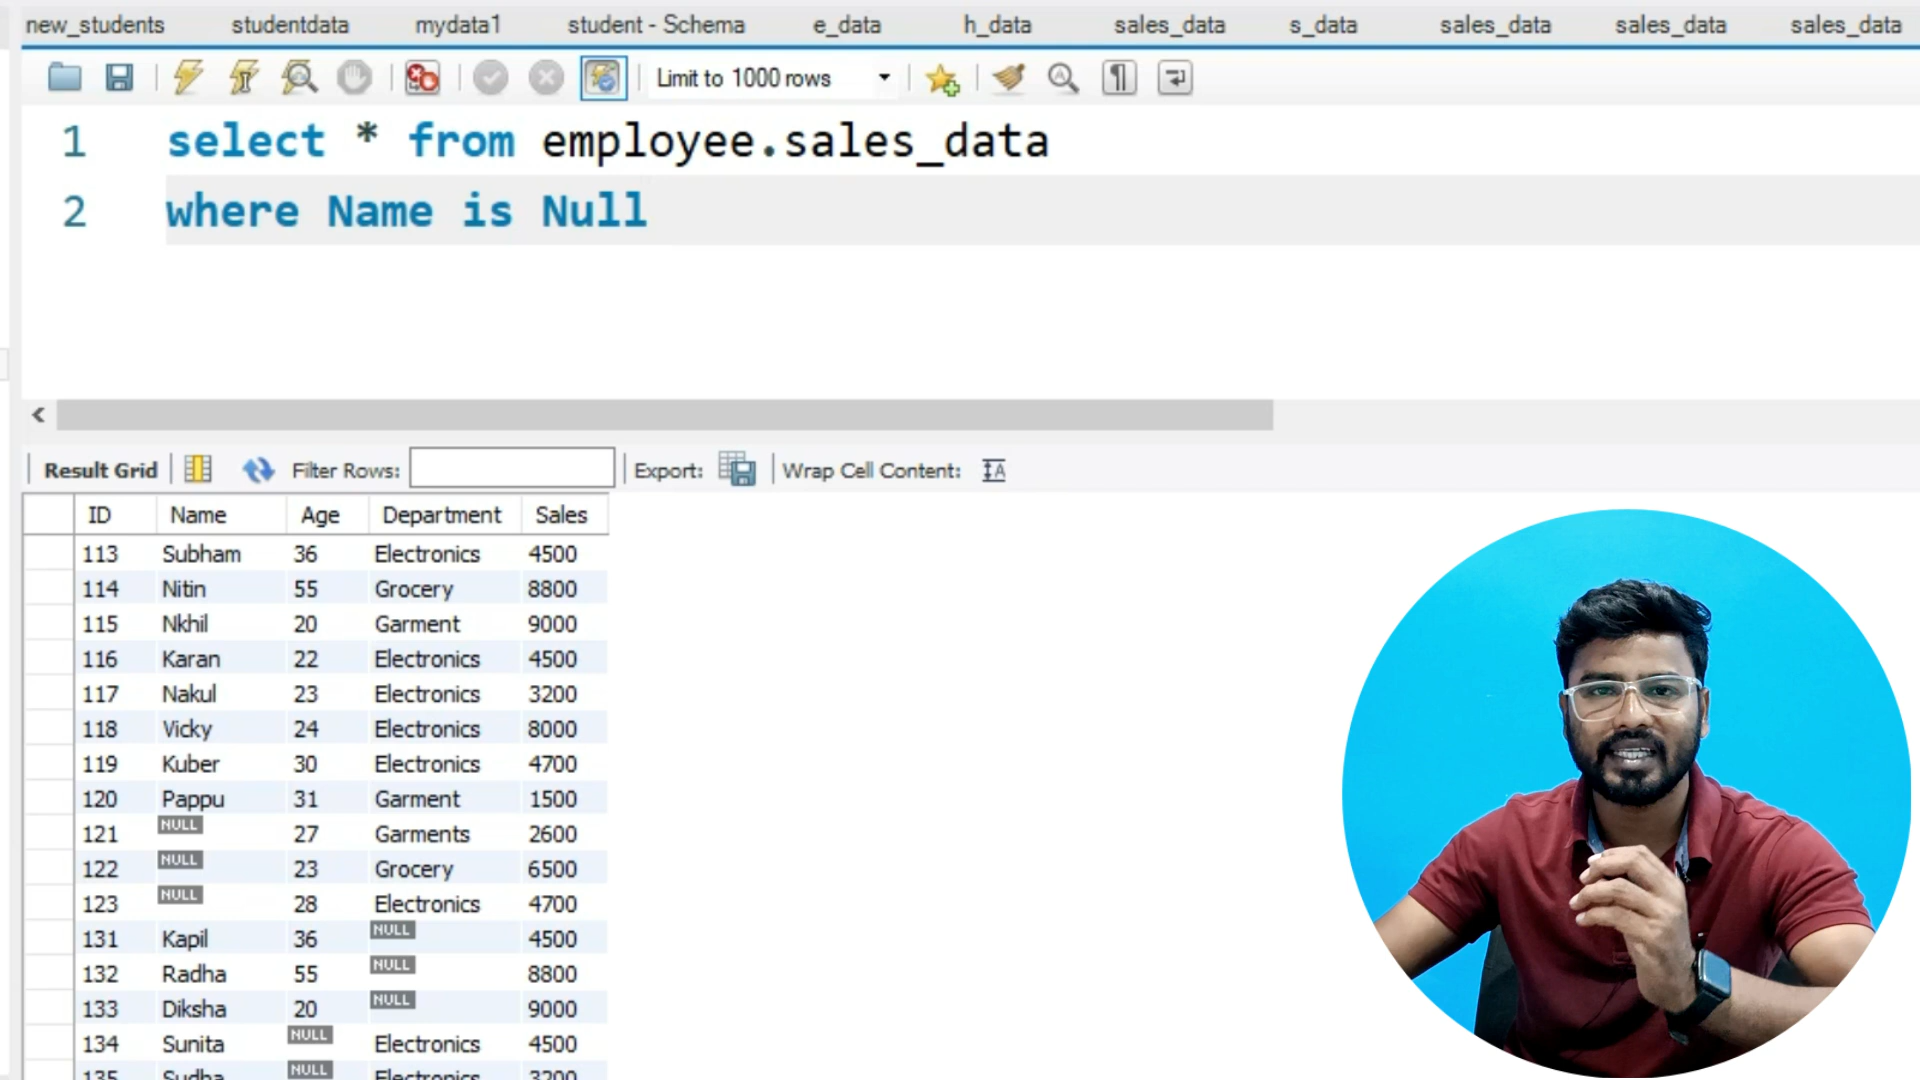 new_students studentdata mydata1 student - Schema e_data h_data sales_data s_data sales_data sales_data sales_data
Limit to 1000 rows
1 select * from employee.sales_data
2 where Name is Null
Result Grid Filter Rows: Export: Wrap Cell Content:
ID Name Age Department Sales
113 Subham 36 Electronics 4500
114 Nitin 55 Grocery 8800
115 Nkhil 20 Garment 9000
116 Karan 22 Electronics 4500
117 Nakul 23 Electronics 3200
118 Vicky 24 Electronics 8000
119 Kuber 30 Electronics 4700
120 Pappu 31 Garment 1500
121 NULL 27 Garments 2600
122 NULL 23 Grocery 6500
123 NULL 28 Electronics 4700
131 Kapil 36 NULL 4500
132 Radha 55 NULL 8800
133 Diksha 20 NULL 9000
134 Sunita NULL Electronics 4500
135 Sudha NULL Electronics 3200